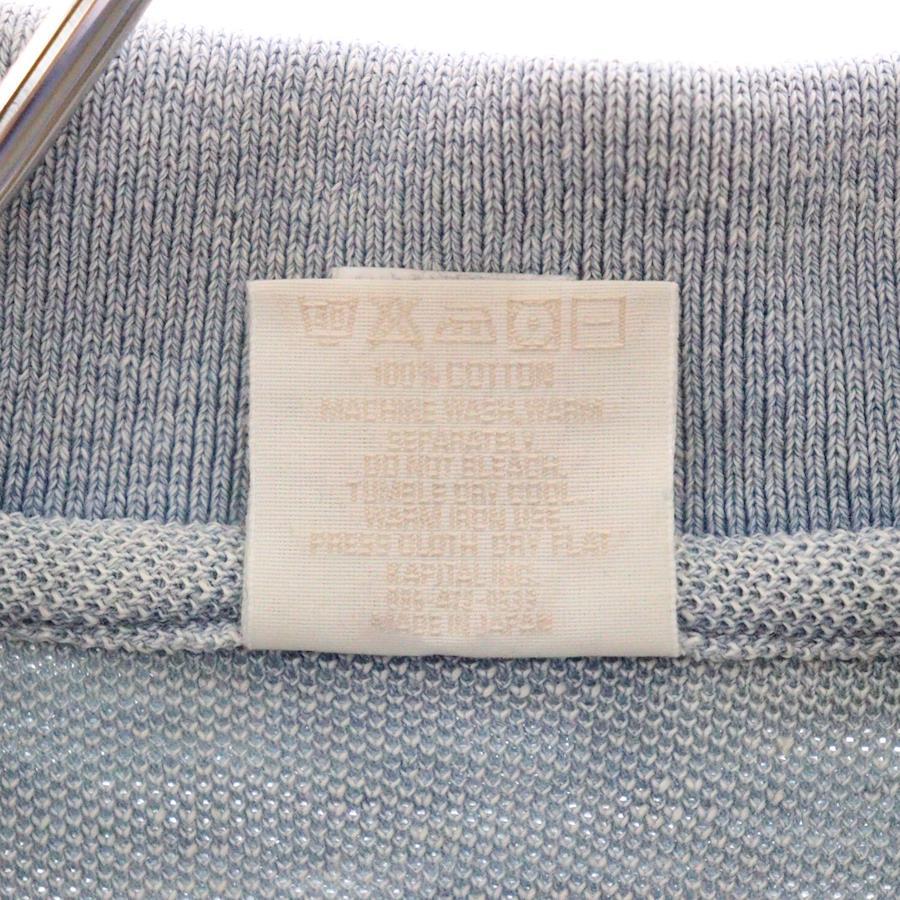 100% COTTON
MACHINE WASH, WARM
SEPARATELY.
DO NOT BLEACH.
TUMBLE DRY COOL.
WARM IRON USE.
PRESS CLOTH DRY FLAT
KAPITAL INC.
MADE IN JAPAN